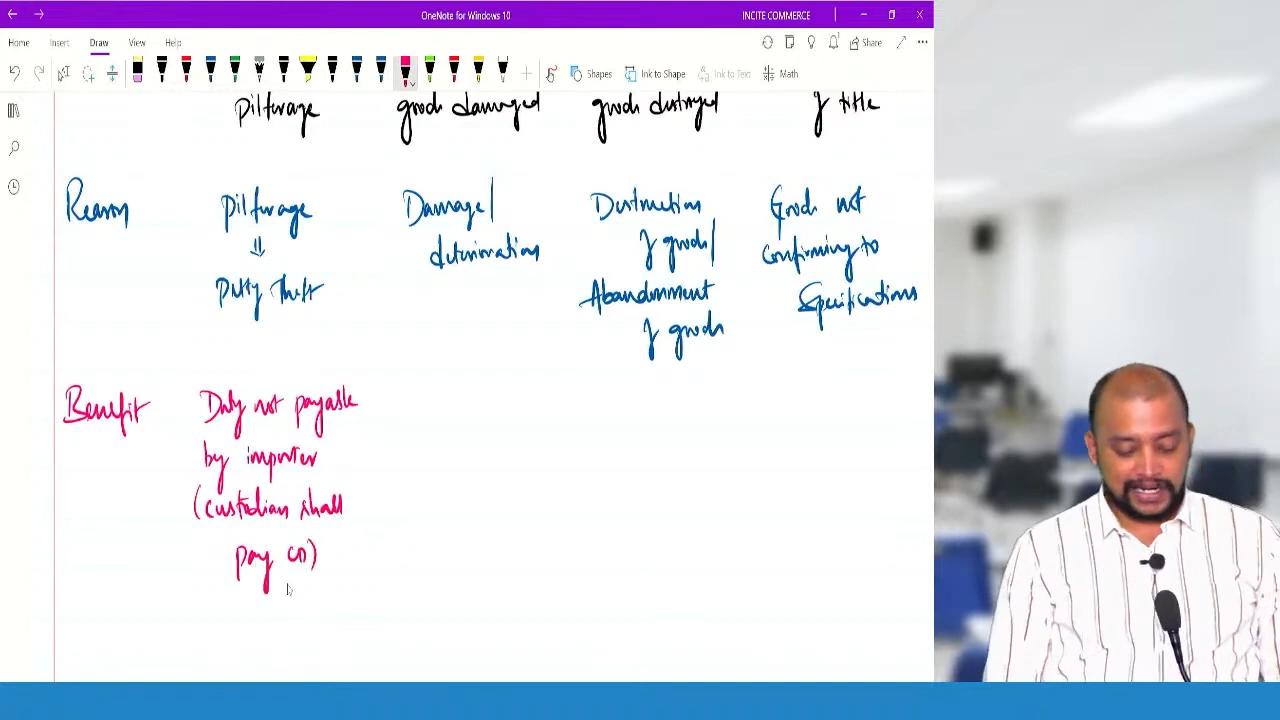 OneNote for Windows 10
INCITE COMMERCE
Home Insert Draw View Help
Share
Shapes Ink to Shape Ink to Text Math
Pilferage goods damaged goods destroyed of title
Reason Pilferage Damage/ Destruction Goods not
deterioration of goods/ confirming to
Petty theft Abandonment Specifications
of goods
Benefit Duty not payable
by importer
(custodian shall
pay CD)